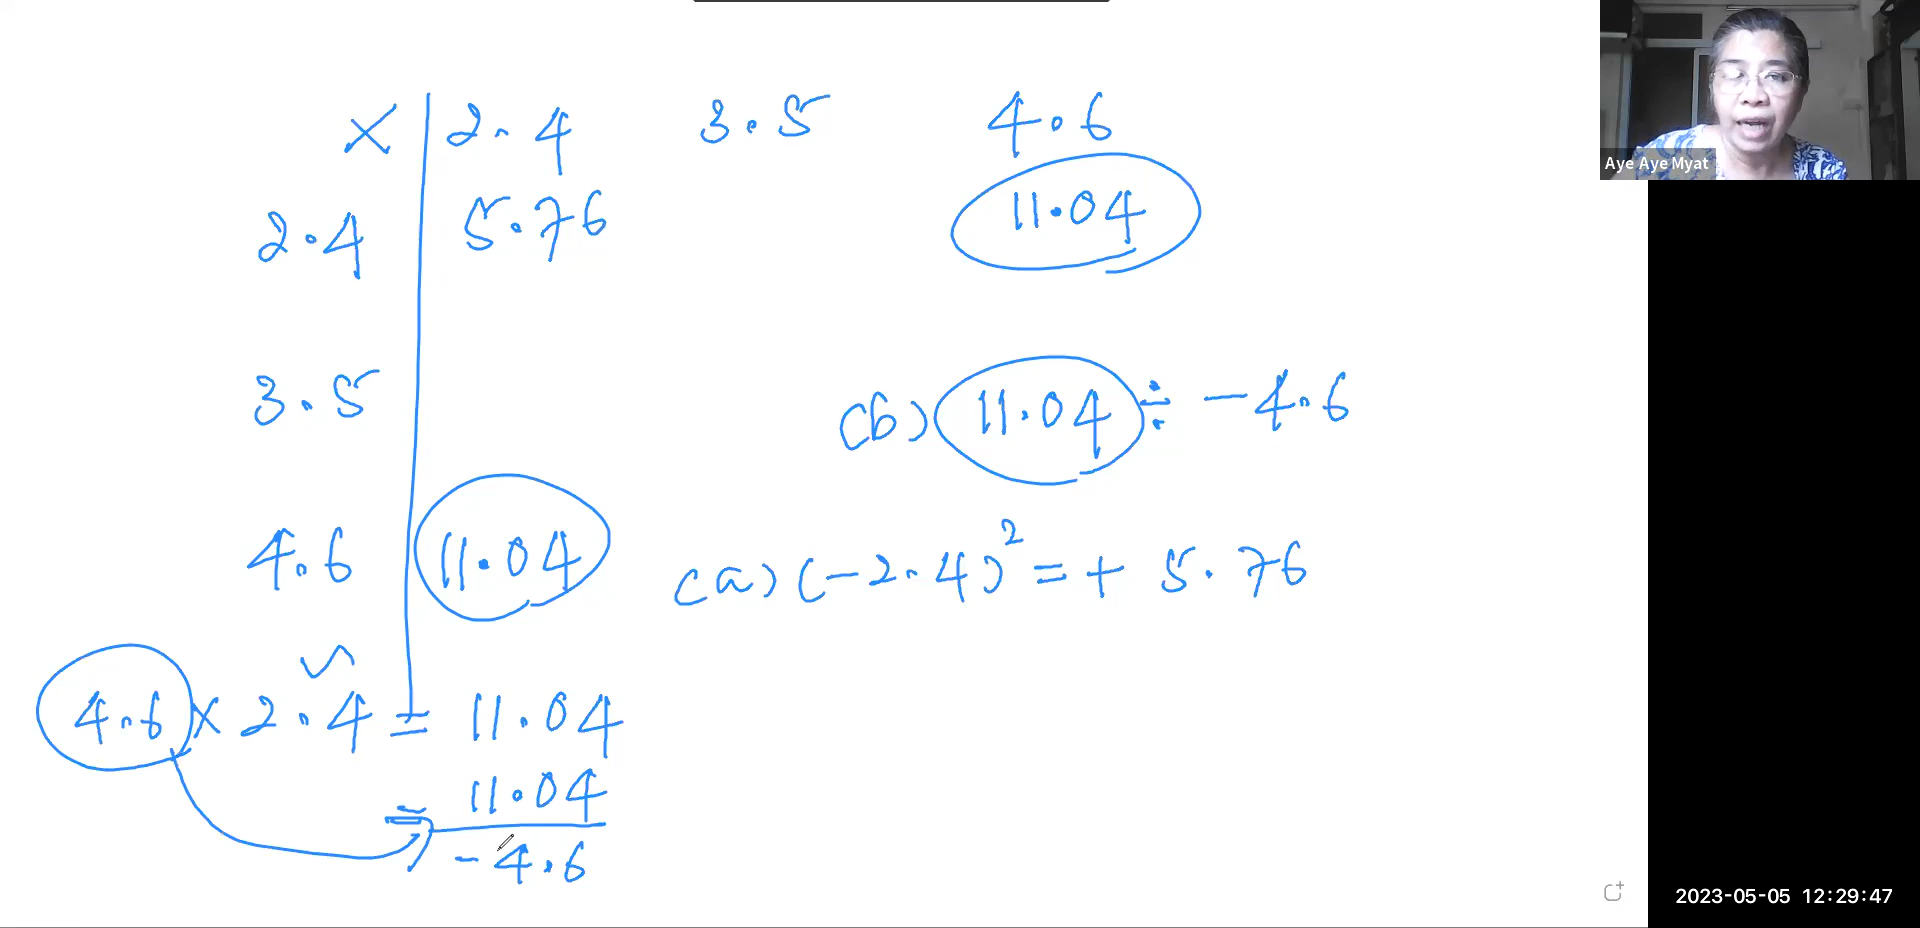 × 2.4 3.5 4.6
2.4 5.76 11.04
3.5
(b) 11.04 ÷ -4.6
4.6 11.04
(a) (-2.4)² = + 5.76
4.6 × 2.4 = 11.04
= 11.04
-4.6
Aye Aye Myat
2023-05-05 12:29:47